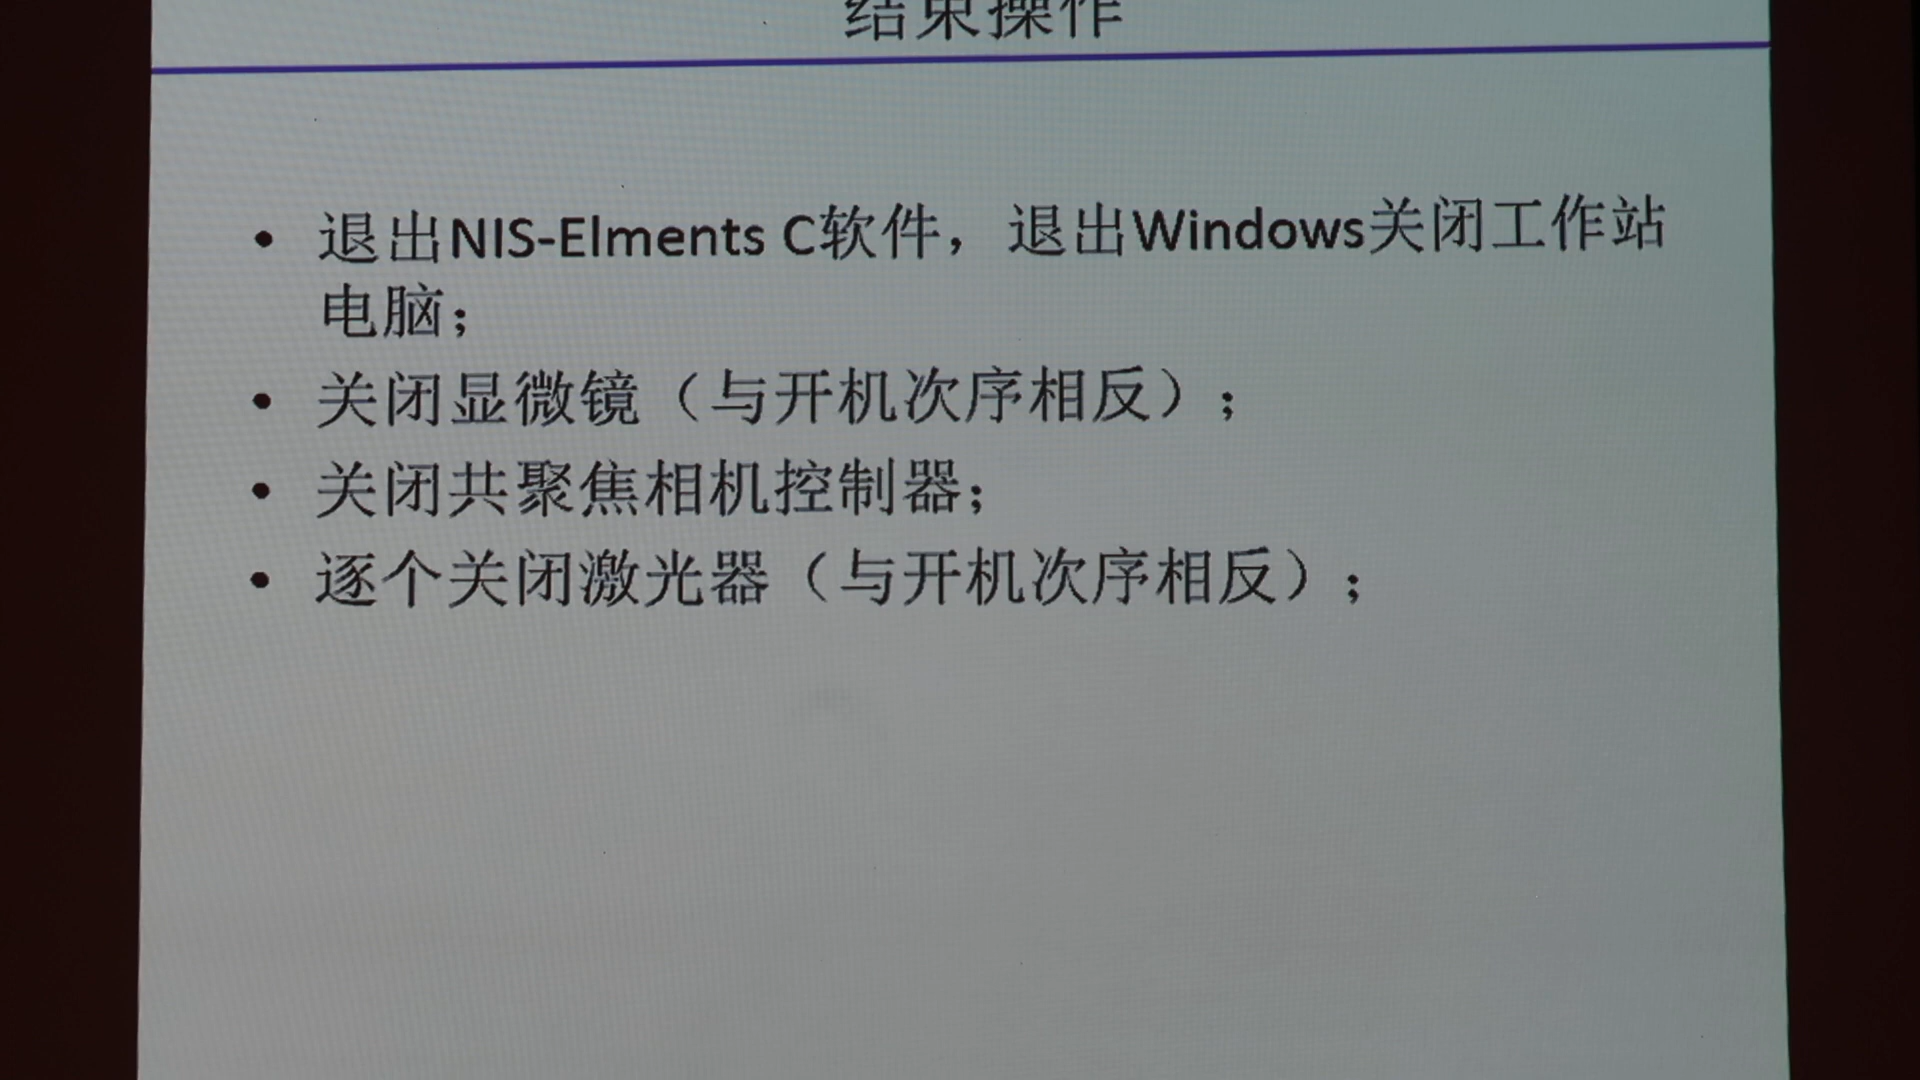 结束操作
• 退出NIS-Elments C软件，退出Windows关闭工作站
电脑；
• 关闭显微镜（与开机次序相反）；
• 关闭共聚焦相机控制器；
• 逐个关闭激光器（与开机次序相反）；